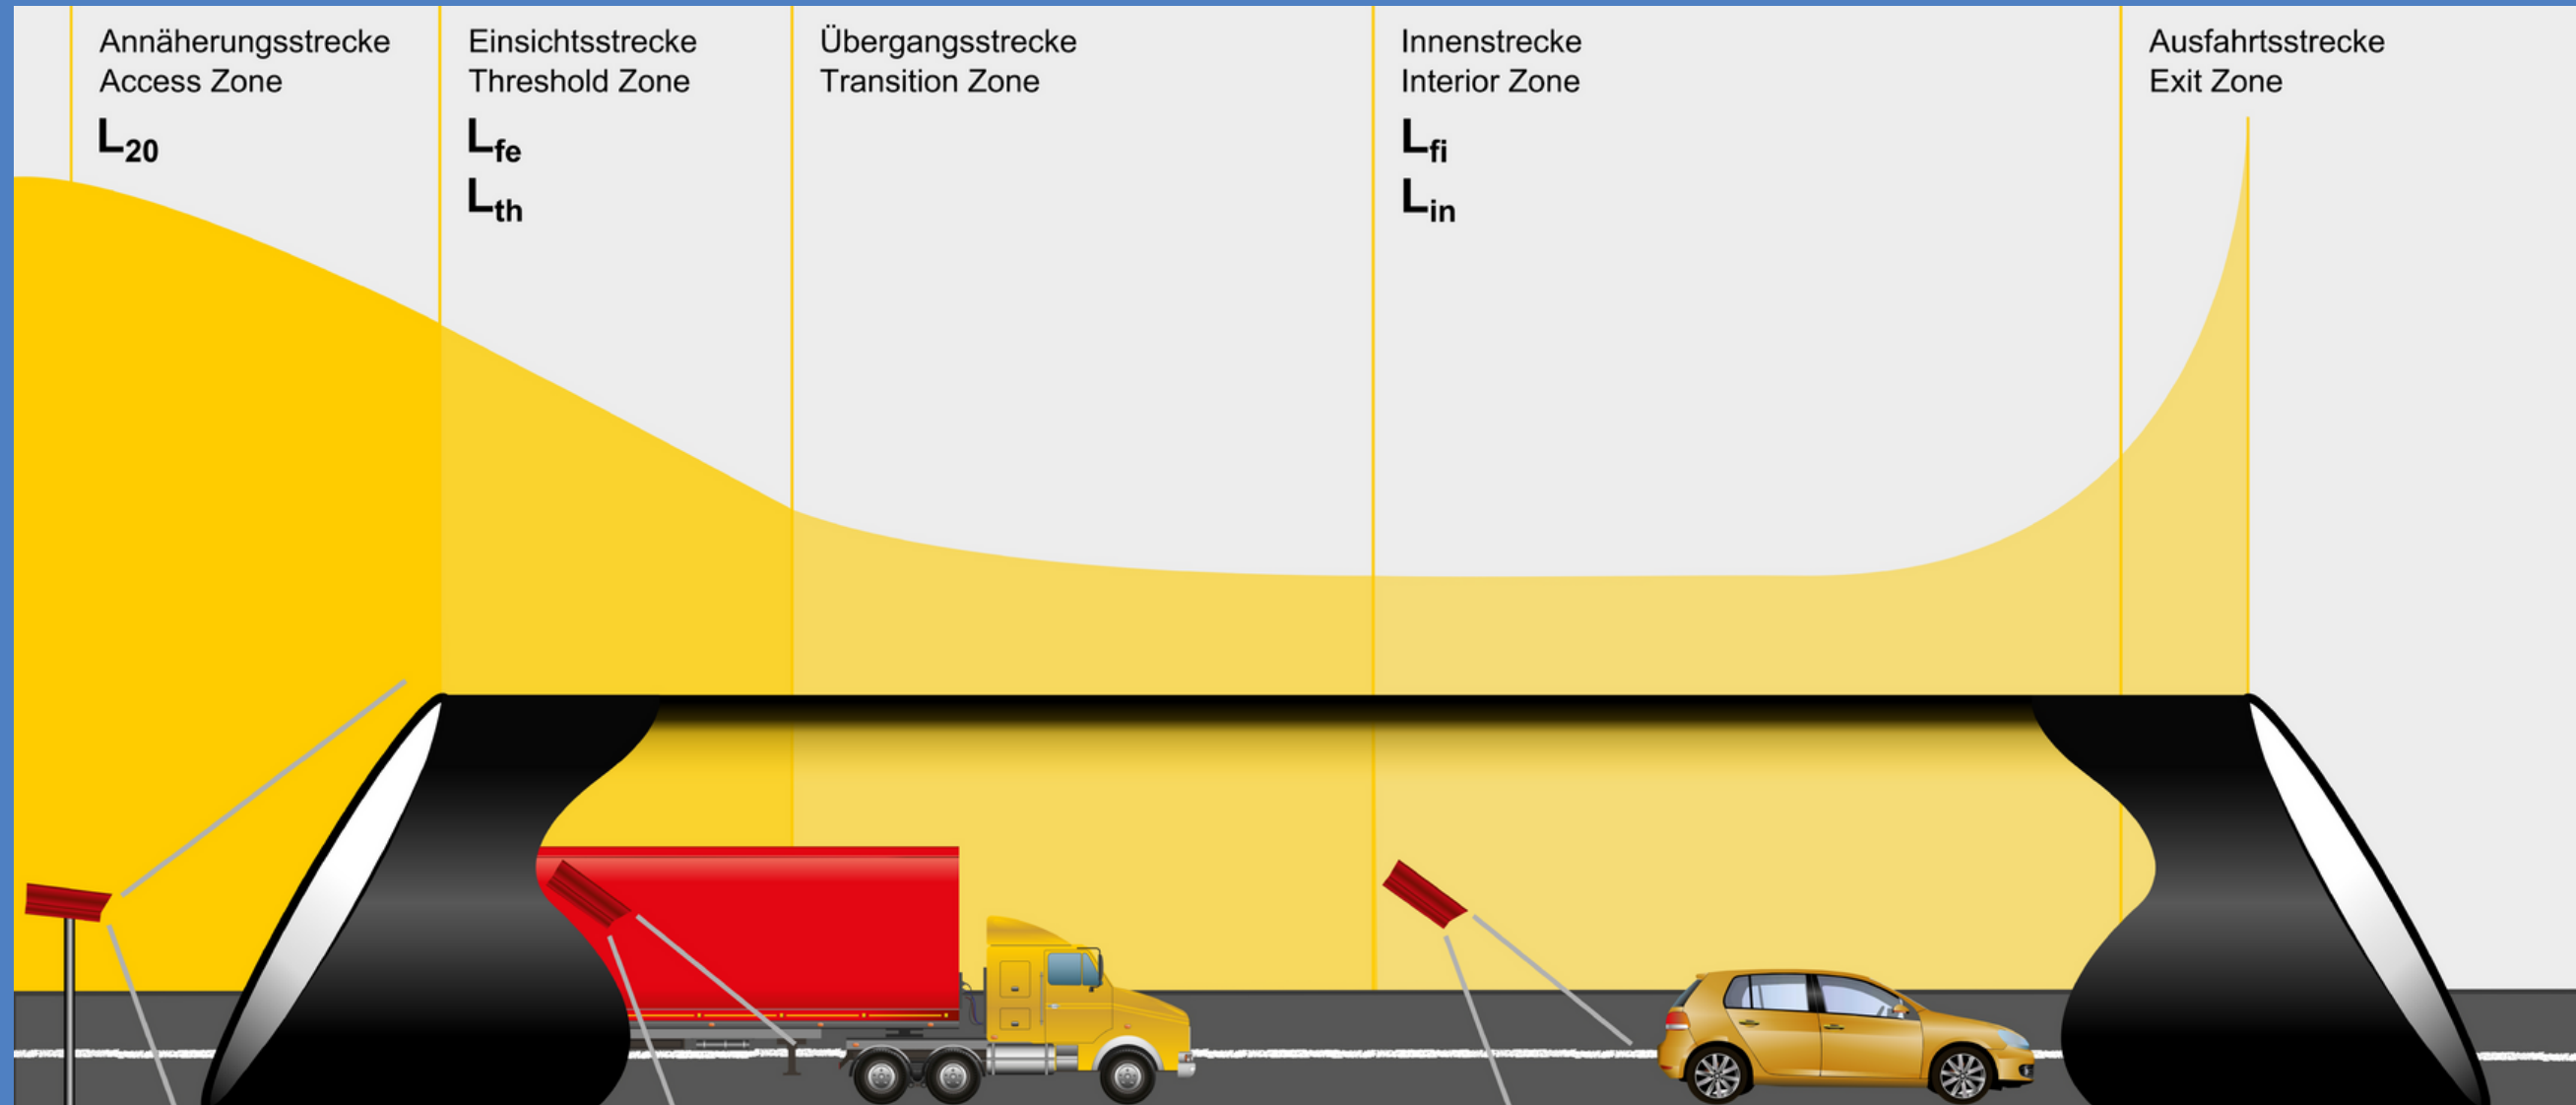 Annäherungsstrecke
Access Zone
L20
Einsichtsstrecke
Threshold Zone
Lfe
Lth
Übergangsstrecke
Transition Zone
Innenstrecke
Interior Zone
Lfi
Lin
Ausfahrtsstrecke
Exit Zone